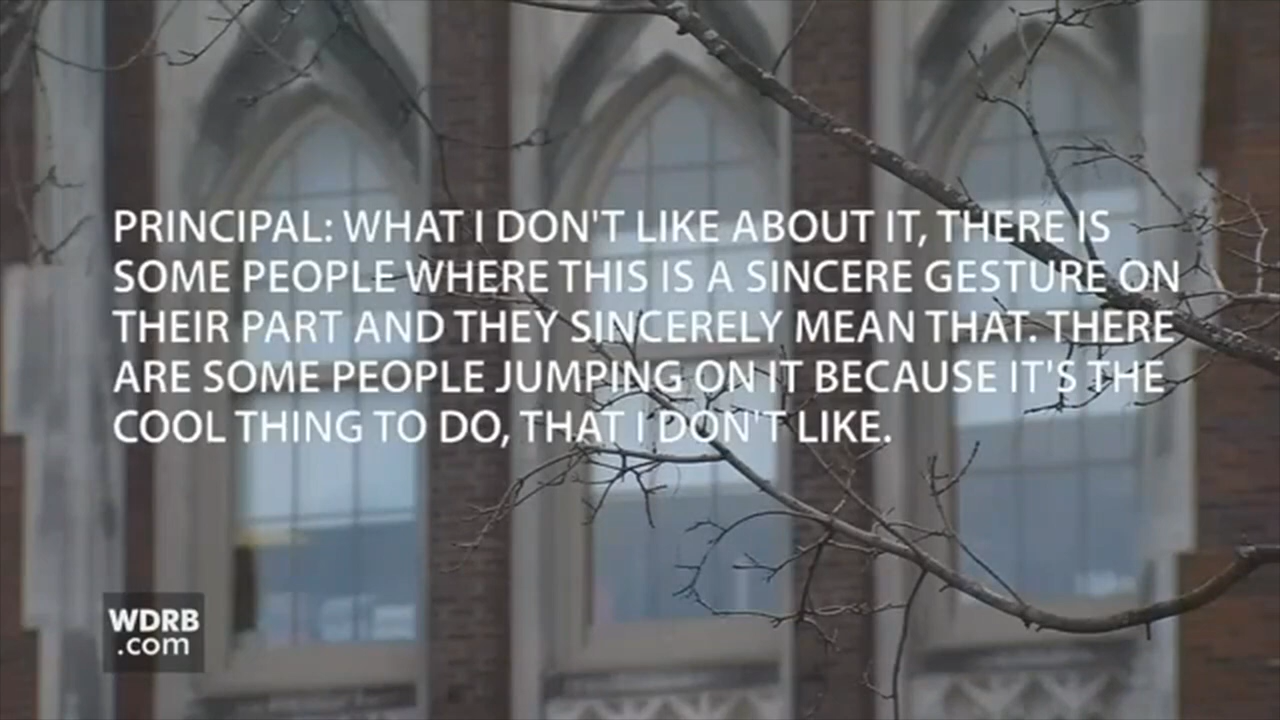 PRINCIPAL: WHAT I DON'T LIKE ABOUT IT, THERE IS
SOME PEOPLE WHERE THIS IS A SINCERE GESTURE ON
THEIR PART AND THEY SINCERELY MEAN THAT. THERE
ARE SOME PEOPLE JUMPING ON IT BECAUSE IT'S THE
COOL THING TO DO, THAT I DON'T LIKE.
WDRB
.com